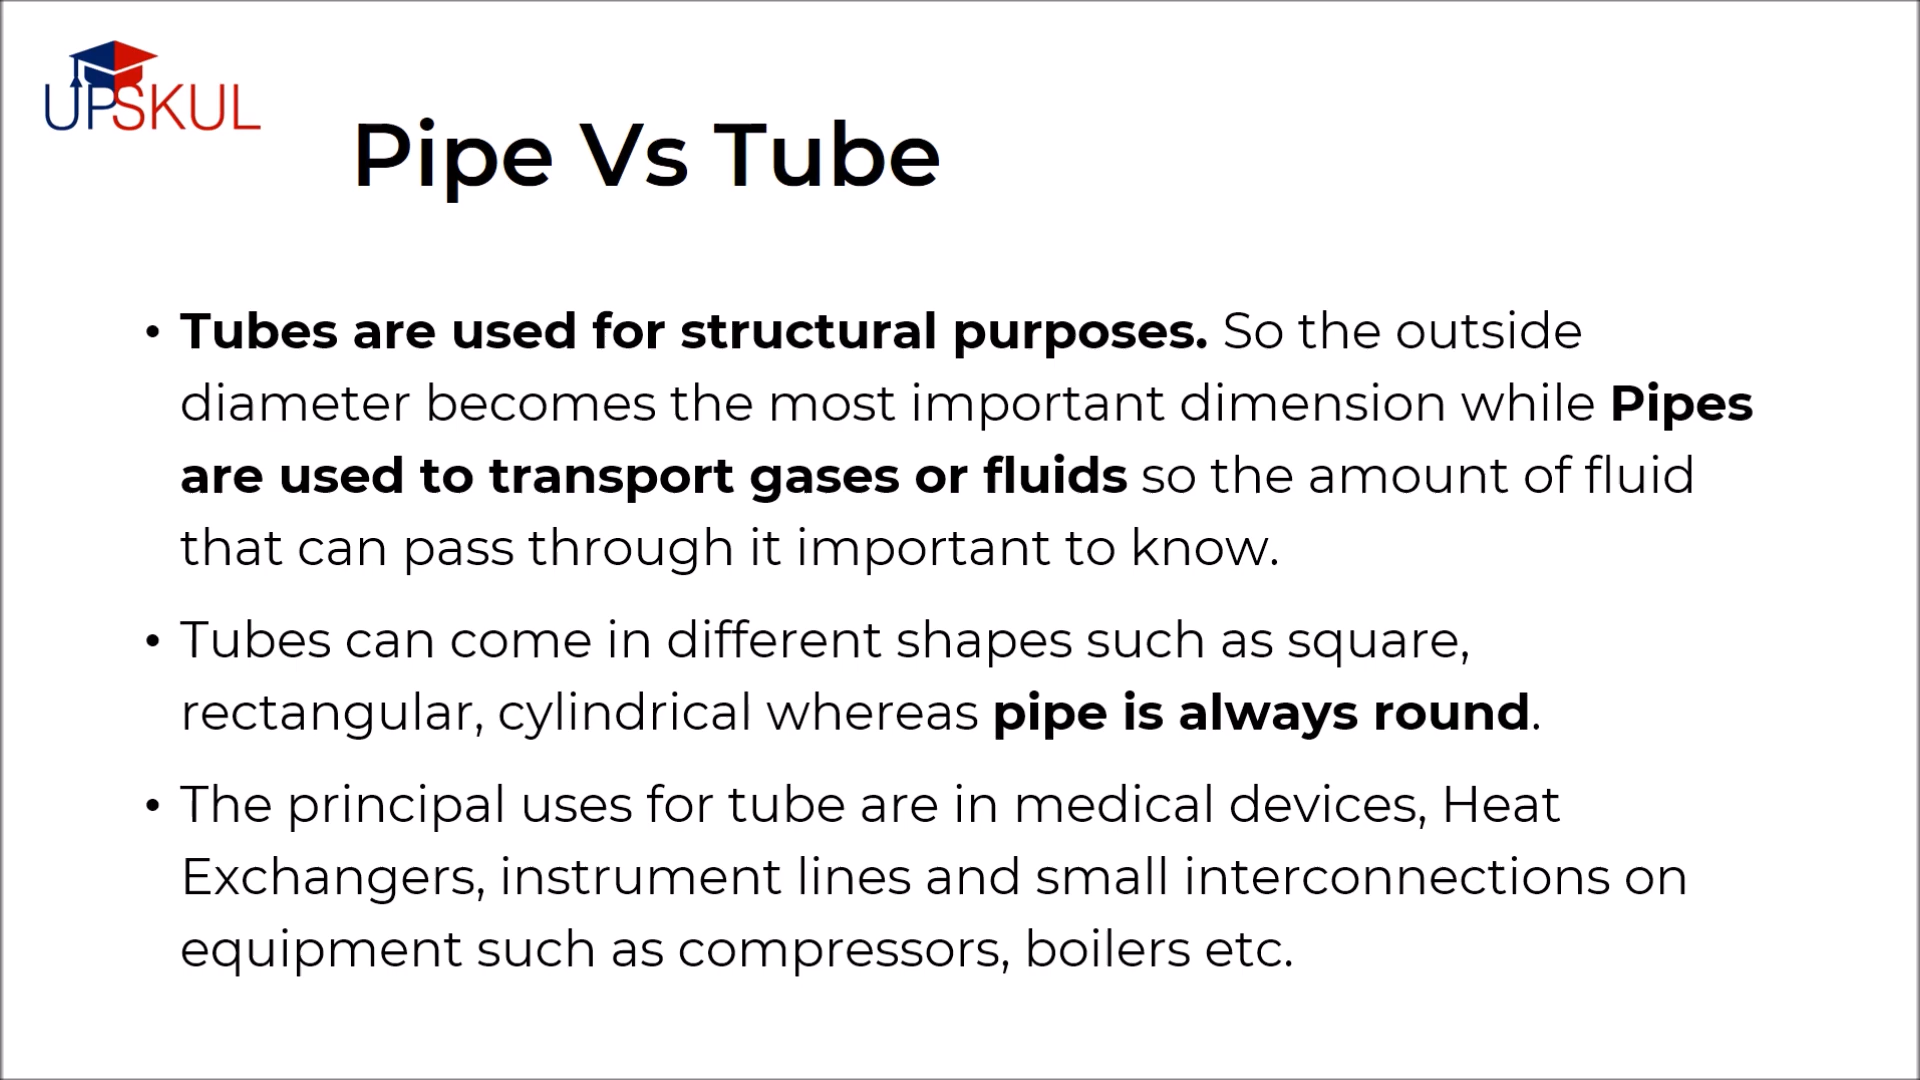 UPSKUL
Pipe Vs Tube
• Tubes are used for structural purposes. So the outside
diameter becomes the most important dimension while Pipes
are used to transport gases or fluids so the amount of fluid
that can pass through it important to know.
• Tubes can come in different shapes such as square,
rectangular, cylindrical whereas pipe is always round.
• The principal uses for tube are in medical devices, Heat
Exchangers, instrument lines and small interconnections on
equipment such as compressors, boilers etc.